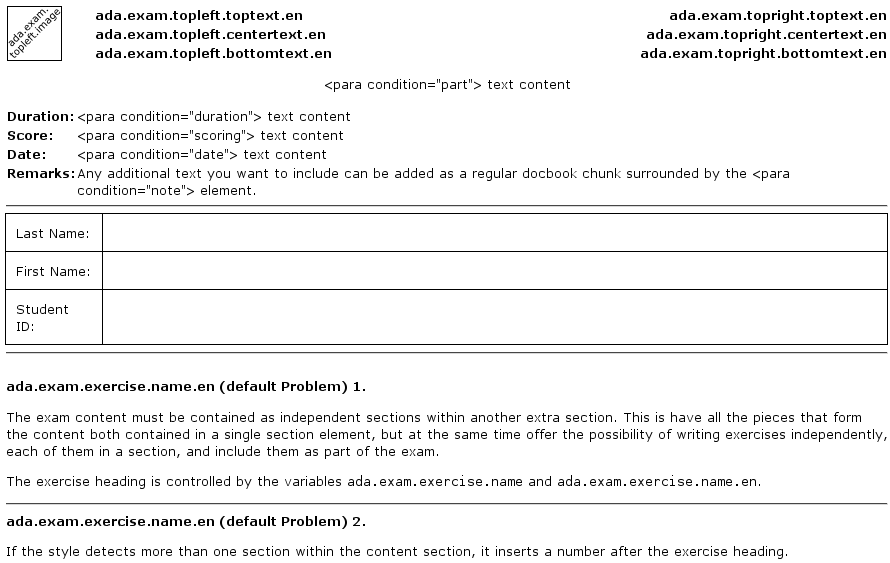 ada.exam.
topleft.image
ada.exam.topleft.toptext.en
ada.exam.topleft.centertext.en
ada.exam.topleft.bottomtext.en
ada.exam.topright.toptext.en
ada.exam.topright.centertext.en
ada.exam.topright.bottomtext.en
<para condition="part"> text content
Duration: <para condition="duration"> text content
Score: <para condition="scoring"> text content
Date: <para condition="date"> text content
Remarks: Any additional text you want to include can be added as a regular docbook chunk surrounded by the <para
condition="note"> element.
Last Name:
First Name:
Student
ID:
ada.exam.exercise.name.en (default Problem) 1.
The exam content must be contained as independent sections within another extra section. This is have all the pieces that form
the content both contained in a single section element, but at the same time offer the possibility of writing exercises independently,
each of them in a section, and include them as part of the exam.
The exercise heading is controlled by the variables ada.exam.exercise.name and ada.exam.exercise.name.en.
ada.exam.exercise.name.en (default Problem) 2.
If the style detects more than one section within the content section, it inserts a number after the exercise heading.